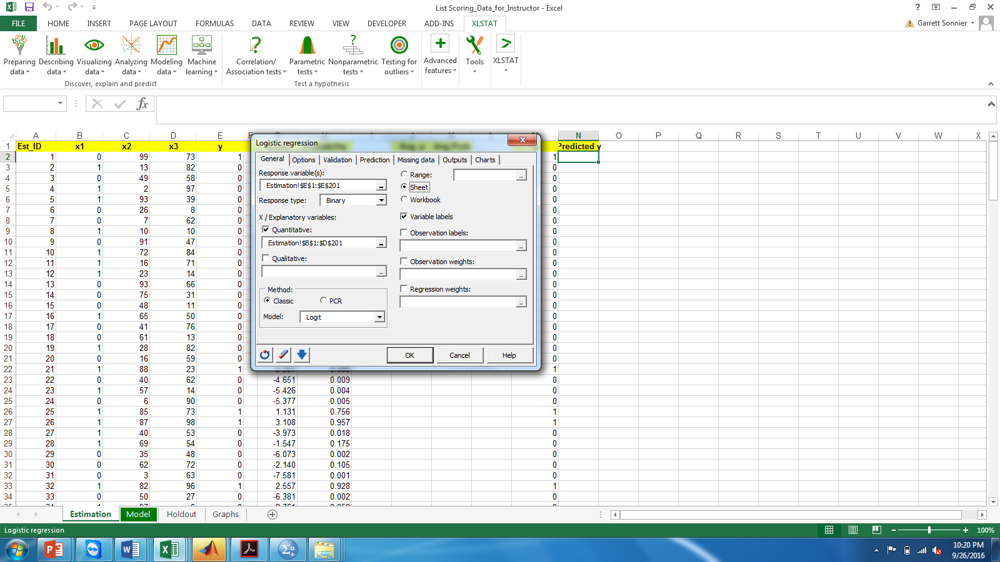 List Scoring_Data_for_Instructor - Excel
FILE HOME INSERT PAGE LAYOUT FORMULAS DATA REVIEW VIEW DEVELOPER ADD-INS XLSTAT Garrett Sonnier
Preparing data Describing data Visualizing data Analyzing data Modeling data Machine learning Correlation/ Association tests Parametric tests Nonparametric tests Testing for outliers Advanced features Tools XLSTAT
Discover, explain and predict Test a hypothesis
fx
A B C D E N O P Q R S T U V W X
1 Est_ID x1 x2 x3 y Predicted y
2 1 0 99 73 1 1
3 2 1 13 82 0 0
4 3 0 49 58 0 0
5 4 1 2 97 0 0
6 5 1 93 39 0 0
7 6 0 26 8 0 0
8 7 0 7 62 0 0
9 8 1 10 10 0 0
10 9 0 91 47 0 0
11 10 1 72 84 0 0
12 11 1 16 71 0 0
13 12 1 23 14 0 0
14 13 0 93 66 0 0
15 14 0 75 31 0 0
16 15 0 48 11 0 0
17 16 1 65 50 0 0
18 17 0 41 76 0 0
19 18 0 61 13 0 0
20 19 1 28 82 0 0
21 20 0 16 59 0 0
22 21 1 88 23 1 1
23 22 0 40 62 0 -4.651 0.009 0
24 23 1 57 14 0 -5.426 0.004 0
25 24 0 6 90 0 -5.377 0.005 0
26 25 1 85 73 1 1.131 0.756 1
27 26 1 87 98 1 3.108 0.957 1
28 27 1 40 53 0 -3.973 0.018 0
29 28 1 69 54 0 -1.547 0.175 0
30 29 0 35 48 0 -6.073 0.002 0
31 30 0 62 72 0 -2.140 0.105 0
32 31 0 3 63 0 -7.581 0.001 0
33 32 1 82 96 1 2.557 0.928 1
34 33 0 50 27 0 -6.381 0.002 0
Logistic regression
General Options Validation Prediction Missing data Outputs Charts
Response variable(s):
Estimation!$E$1:$E$201
Response type: Binary
X / Explanatory variables:
Quantitative:
Estimation!$B$1:$D$201
Qualitative:
Method:
Classic PCR
Model: Logit
Range:
Sheet
Workbook
Variable labels
Observation labels:
Observation weights:
Regression weights:
OK Cancel Help
Estimation Model Holdout Graphs
Logistic regression 100%
10:20 PM
9/26/2016